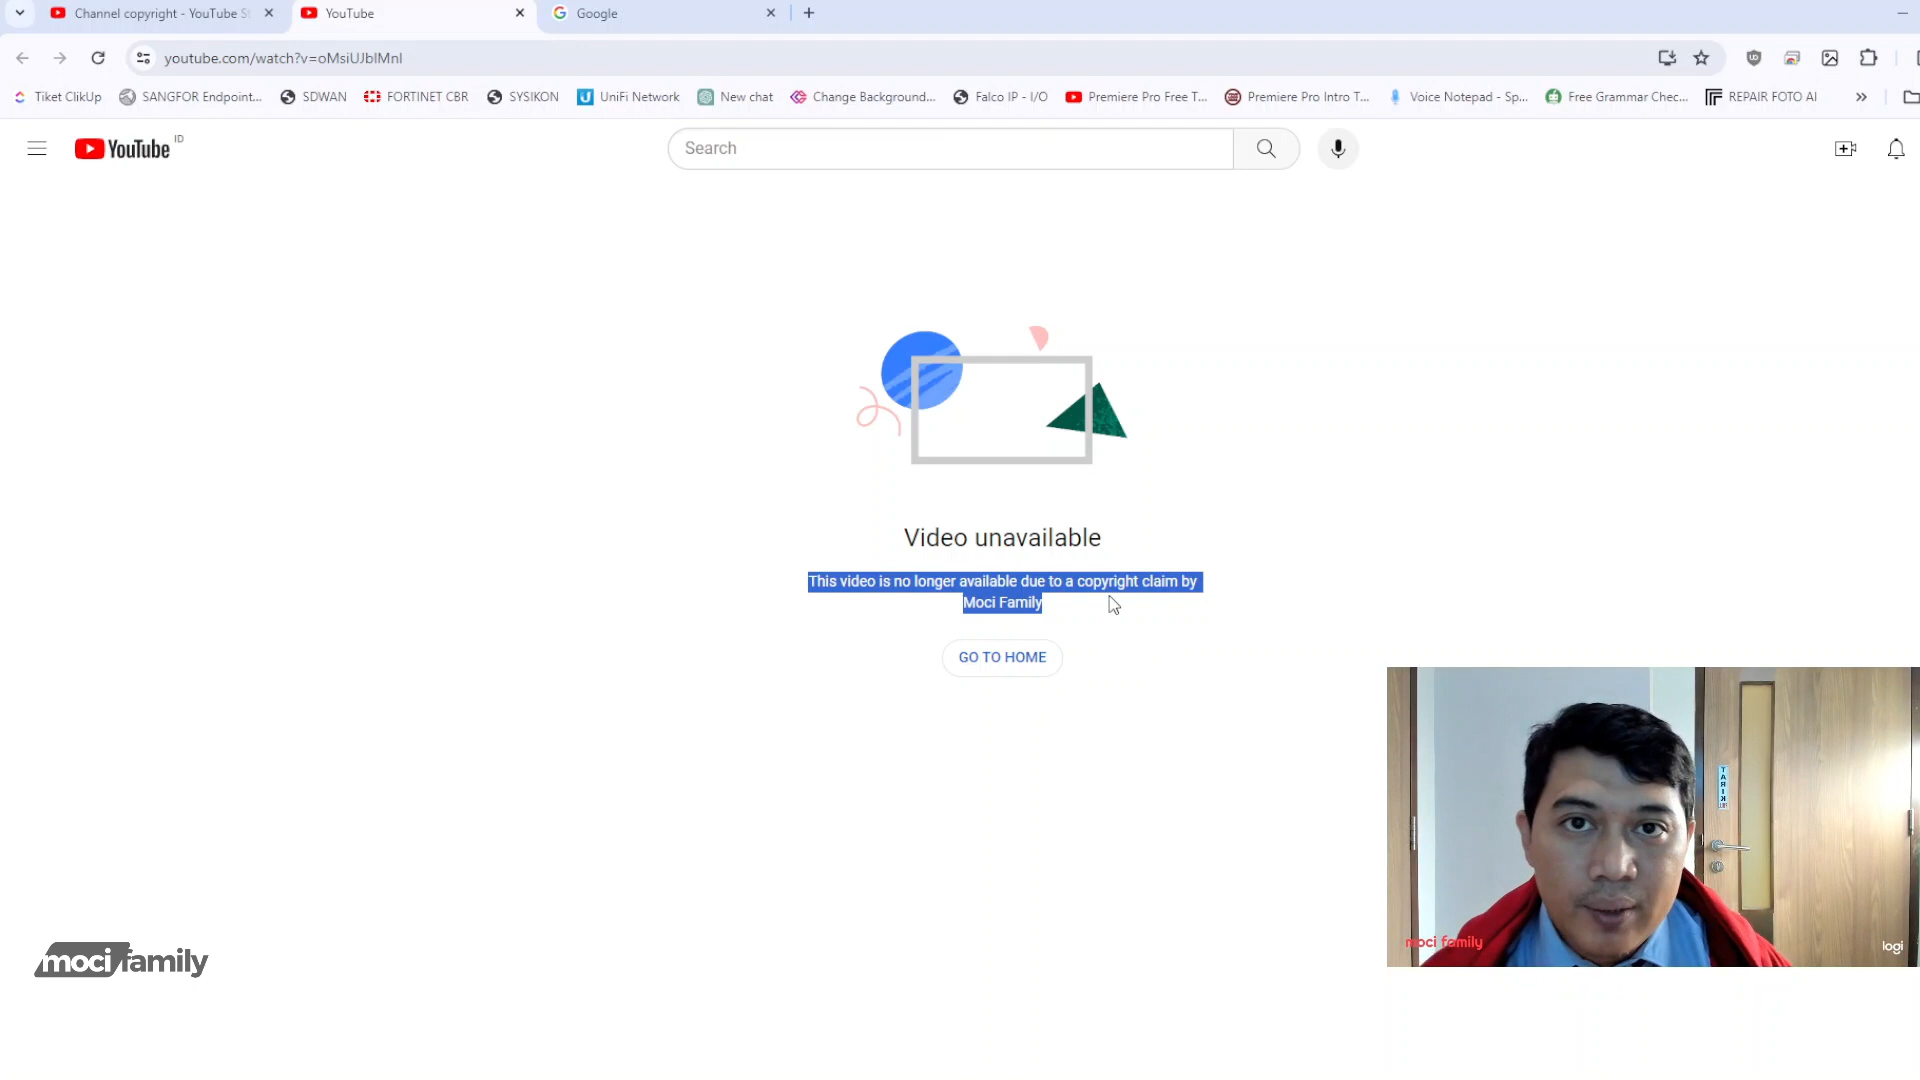 Channel copyright - YouTube St
YouTube
Google
youtube.com/watch?v=oMsiUJblMnI
Tiket ClikUp
SANGFOR Endpoint...
SDWAN
FORTINET CBR
SYSIKON
UniFi Network
New chat
Change Background...
Falco IP - I/O
Premiere Pro Free T...
Premiere Pro Intro T...
Voice Notepad - Sp...
Free Grammar Chec...
REPAIR FOTO AI
YouTube ID
Search
Video unavailable
This video is no longer available due to a copyright claim by
Moci Family
GO TO HOME
TARIK
moci family
logi
moci family